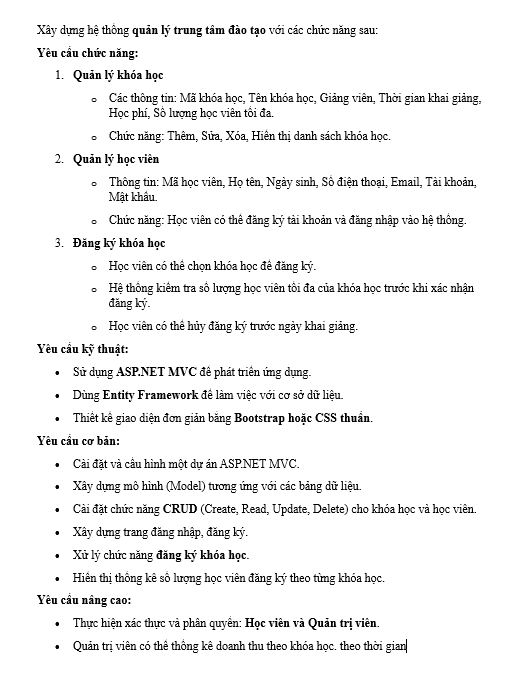 Xây dựng hệ thống quản lý trung tâm đào tạo với các chức năng sau:
Yêu cầu chức năng:
1. Quản lý khóa học
o Các thông tin: Mã khóa học, Tên khóa học, Giảng viên, Thời gian khai giảng,
Học phí, Số lượng học viên tối đa.
o Chức năng: Thêm, Sửa, Xóa, Hiển thị danh sách khóa học.
2. Quản lý học viên
o Thông tin: Mã học viên, Họ tên, Ngày sinh, Số điện thoại, Email, Tài khoản,
Mật khẩu.
o Chức năng: Học viên có thể đăng ký tài khoản và đăng nhập vào hệ thống.
3. Đăng ký khóa học
o Học viên có thể chọn khóa học để đăng ký.
o Hệ thống kiểm tra số lượng học viên tối đa của khóa học trước khi xác nhận
đăng ký.
o Học viên có thể hủy đăng ký trước ngày khai giảng.
Yêu cầu kỹ thuật:
• Sử dụng ASP.NET MVC để phát triển ứng dụng.
• Dùng Entity Framework để làm việc với cơ sở dữ liệu.
• Thiết kế giao diện đơn giản bằng Bootstrap hoặc CSS thuần.
Yêu cầu cơ bản:
• Cài đặt và cấu hình một dự án ASP.NET MVC.
• Xây dựng mô hình (Model) tương ứng với các bảng dữ liệu.
• Cài đặt chức năng CRUD (Create, Read, Update, Delete) cho khóa học và học viên.
• Xây dựng trang đăng nhập, đăng ký.
• Xử lý chức năng đăng ký khóa học.
• Hiển thị thống kê số lượng học viên đăng ký theo từng khóa học.
Yêu cầu nâng cao:
• Thực hiện xác thực và phân quyền: Học viên và Quản trị viên.
• Quản trị viên có thể thống kê doanh thu theo khóa học. theo thời gian